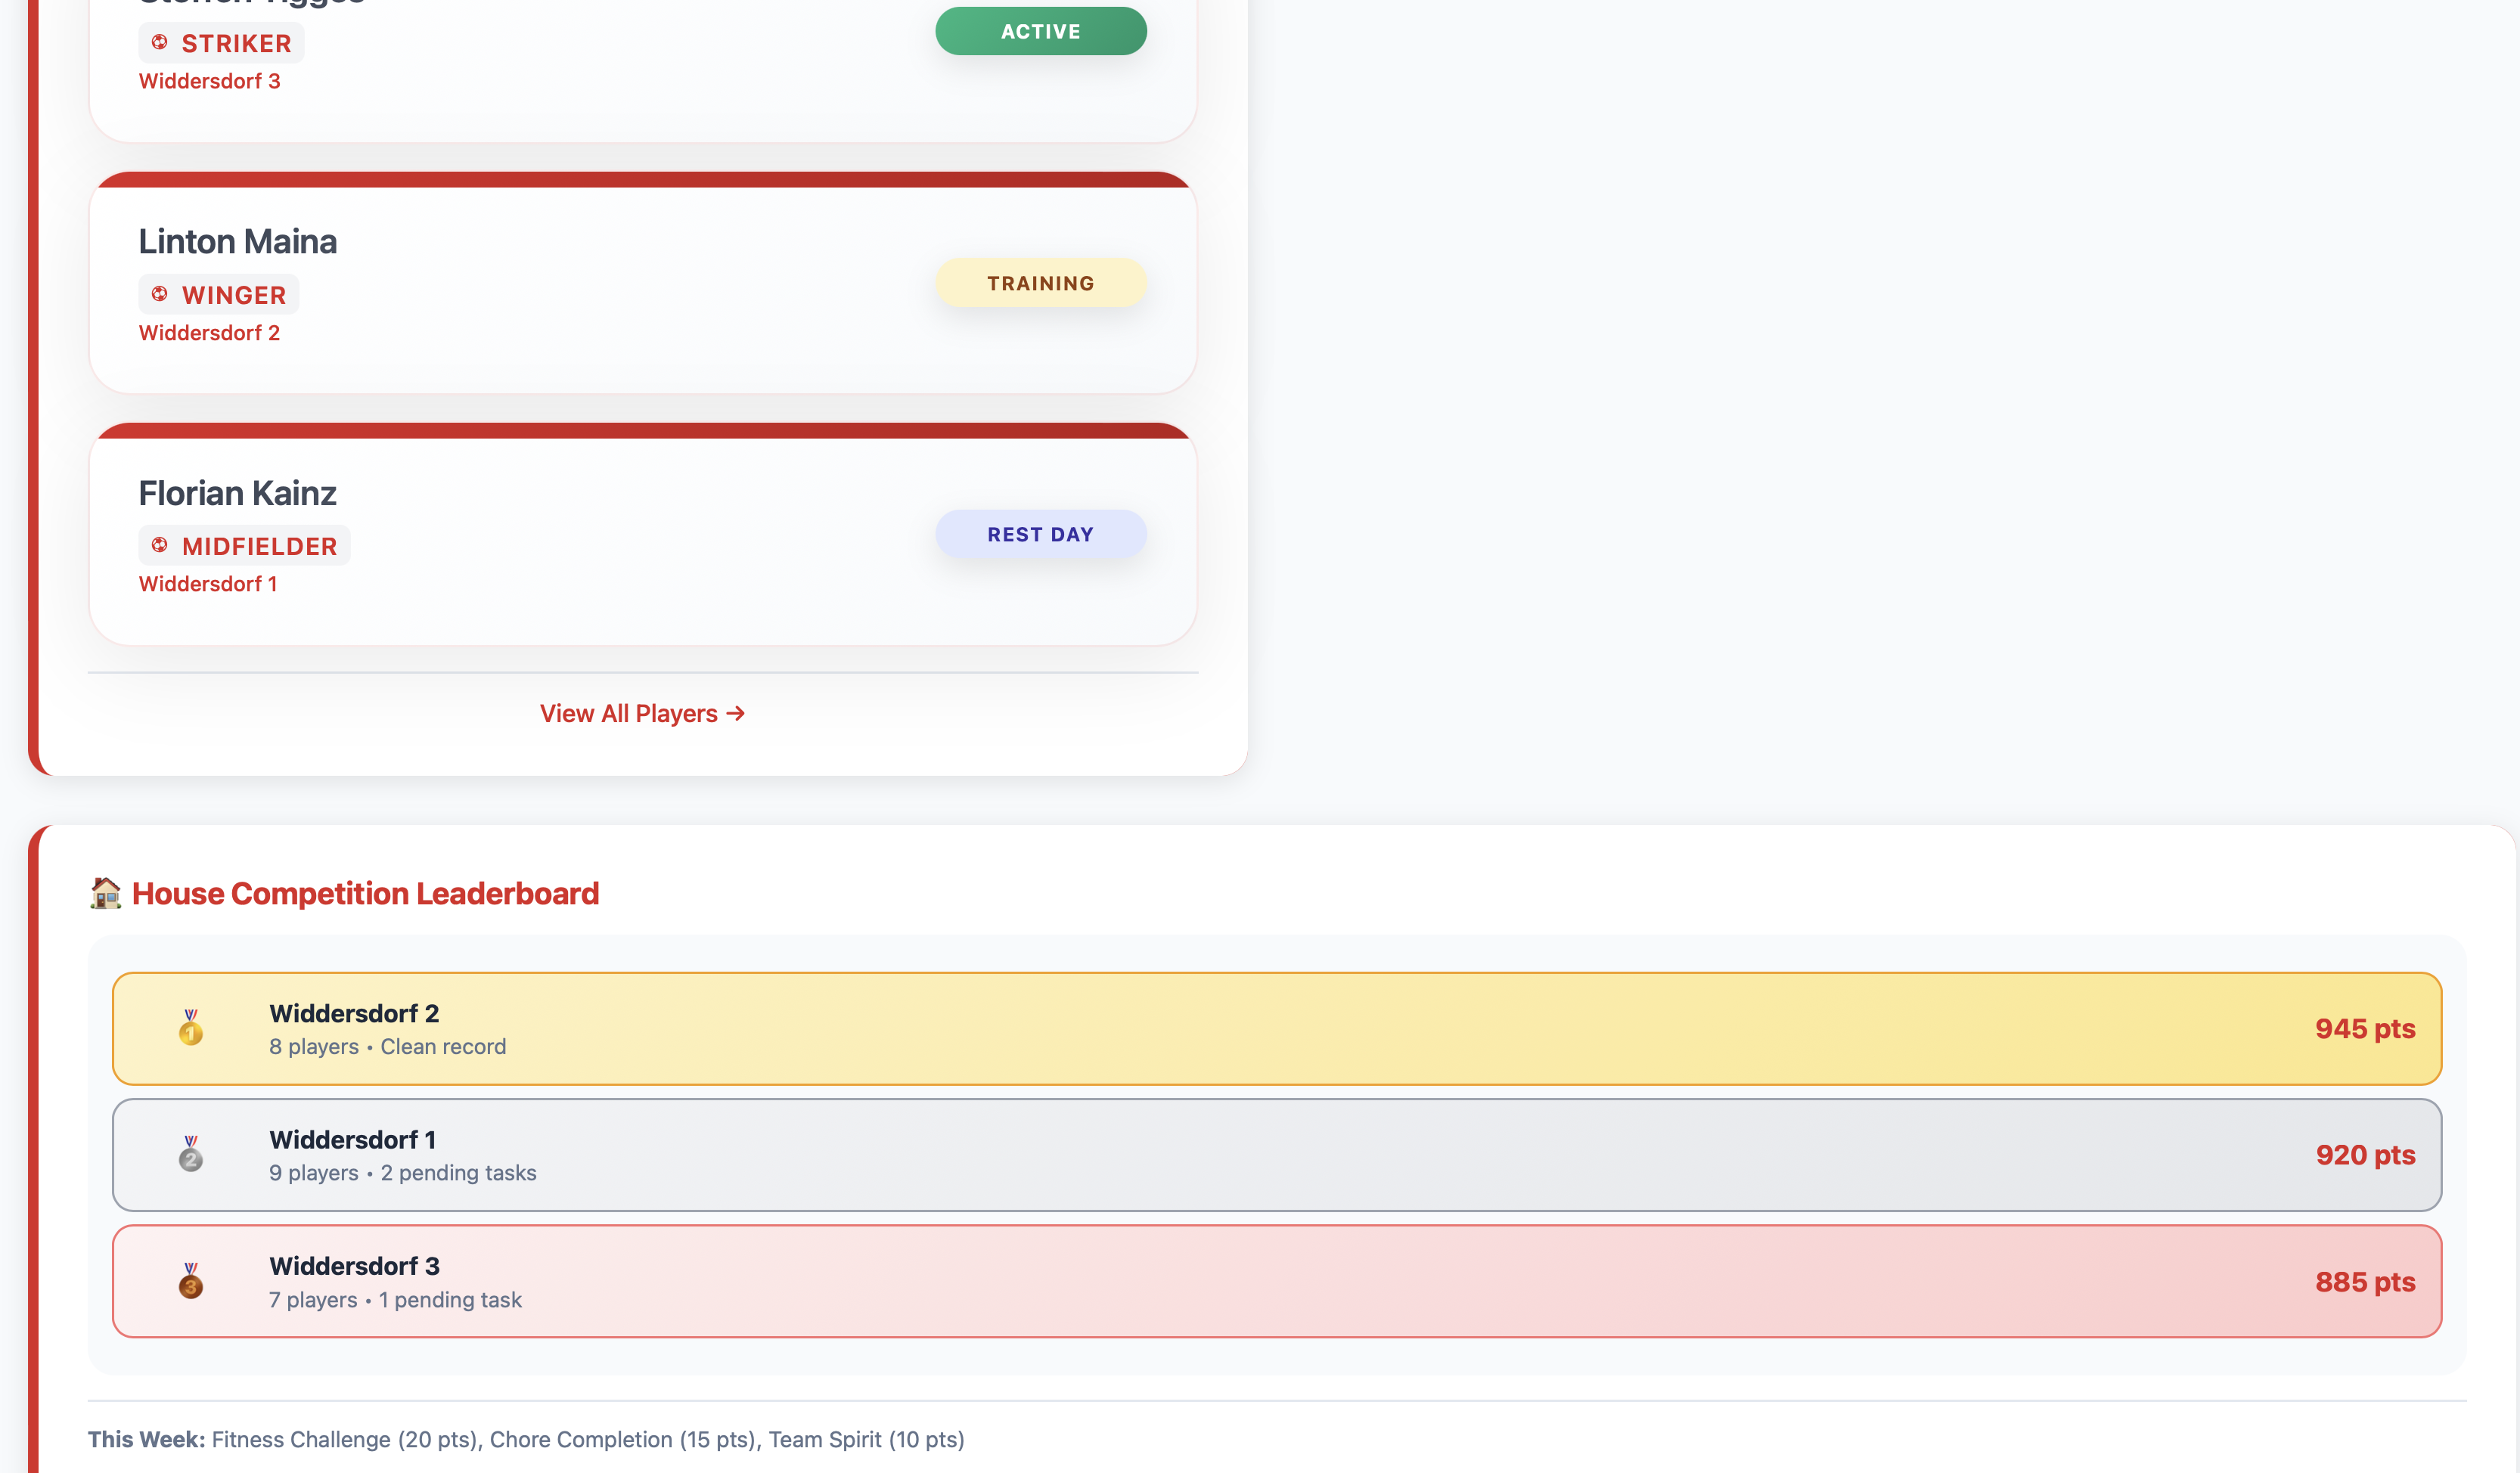 STRIKER
ACTIVE
Widdersdorf 3
Linton Maina
WINGER
TRAINING
Widdersdorf 2
Florian Kainz
MIDFIELDER
REST DAY
Widdersdorf 1
View All Players →
House Competition Leaderboard
1
Widdersdorf 2
8 players • Clean record
945 pts
2
Widdersdorf 1
9 players • 2 pending tasks
920 pts
3
Widdersdorf 3
7 players • 1 pending task
885 pts
This Week: Fitness Challenge (20 pts), Chore Completion (15 pts), Team Spirit (10 pts)